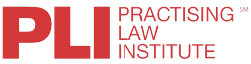 PLI PRACTISING
LAW
INSTITUTE SM